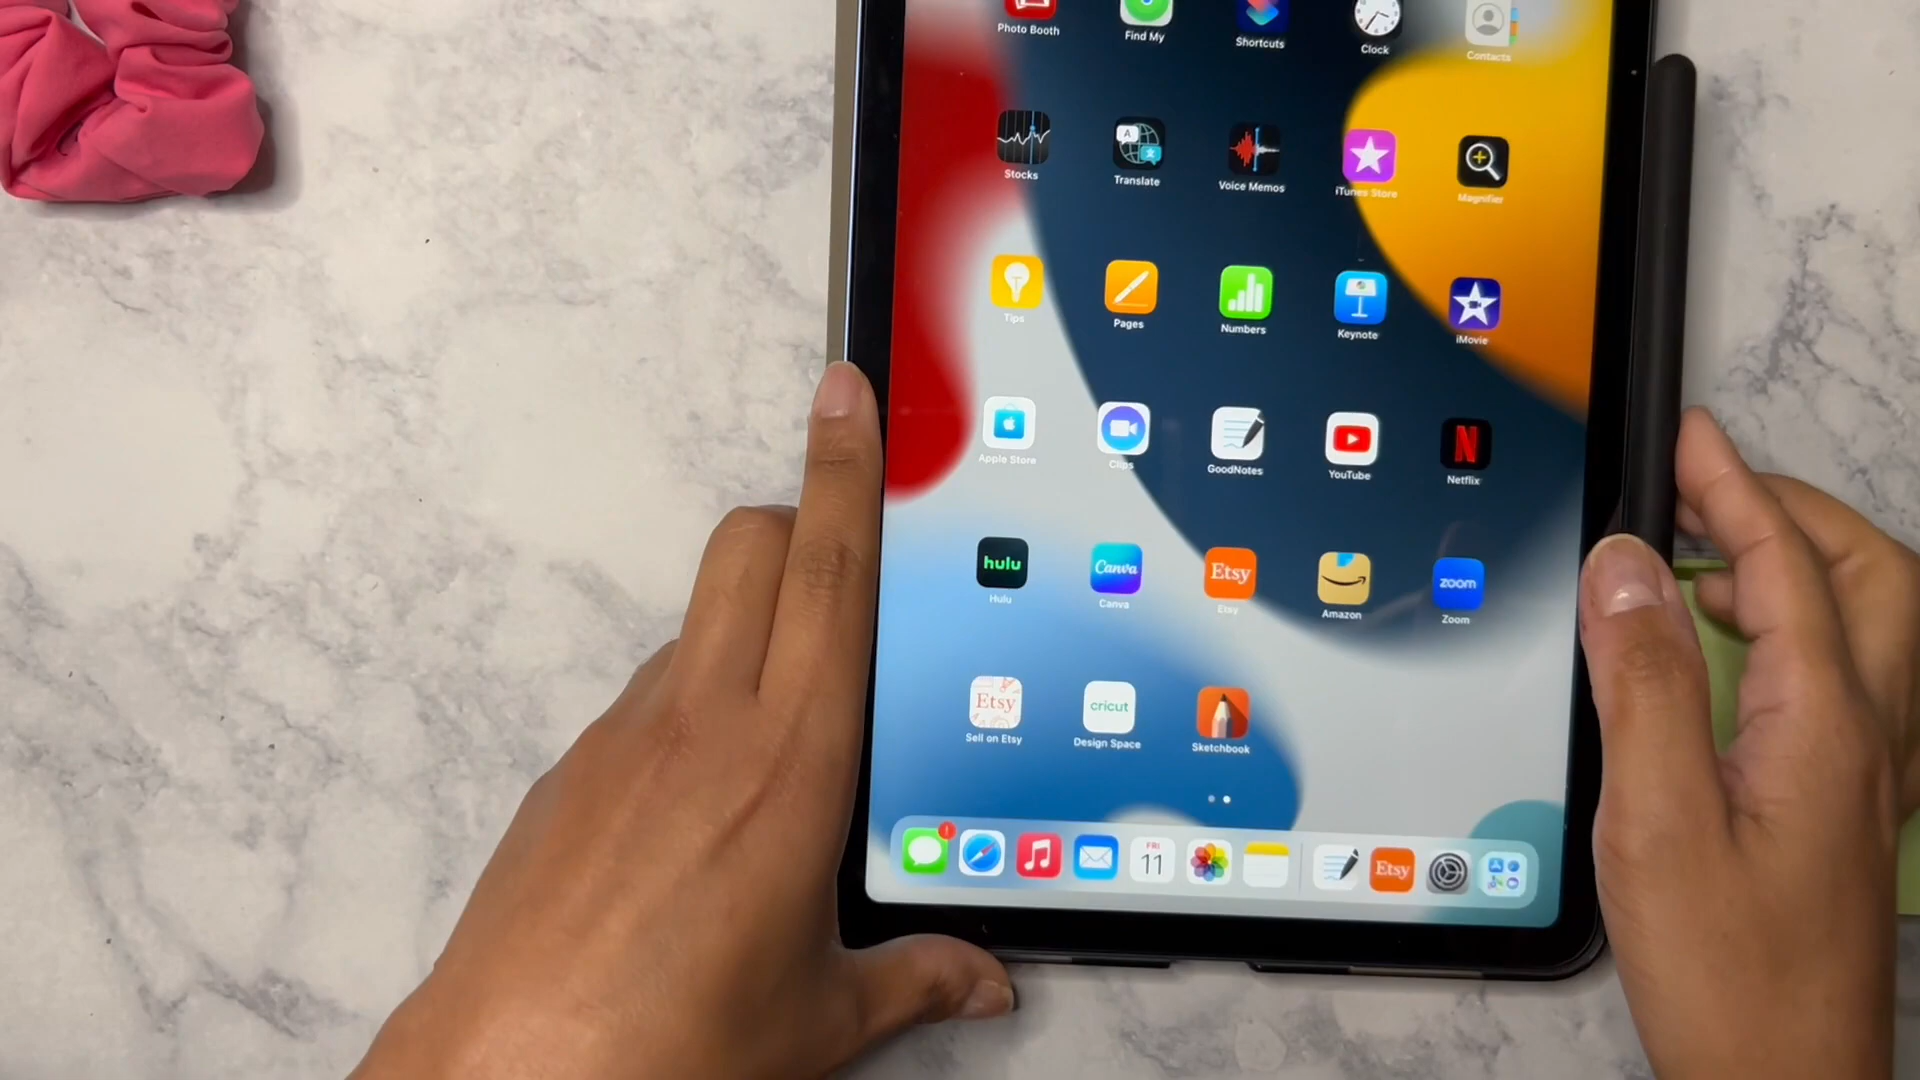 Photo Booth
Find My
Shortcuts
Clock
Contacts
A
Stocks
Translate
Voice Memos
iTunes Store
Magnifier
Tips
Pages
Numbers
Keynote
iMovie
N
Apple Store
Clips
GoodNotes
YouTube
Netflix
hulu
Canva
Etsy
zoom
Hulu
Canva
Etsy
Amazon
Zoom
Etsy
cricut
Sell on Etsy
Design Space
Sketchbook
!
FRI
11
Etsy